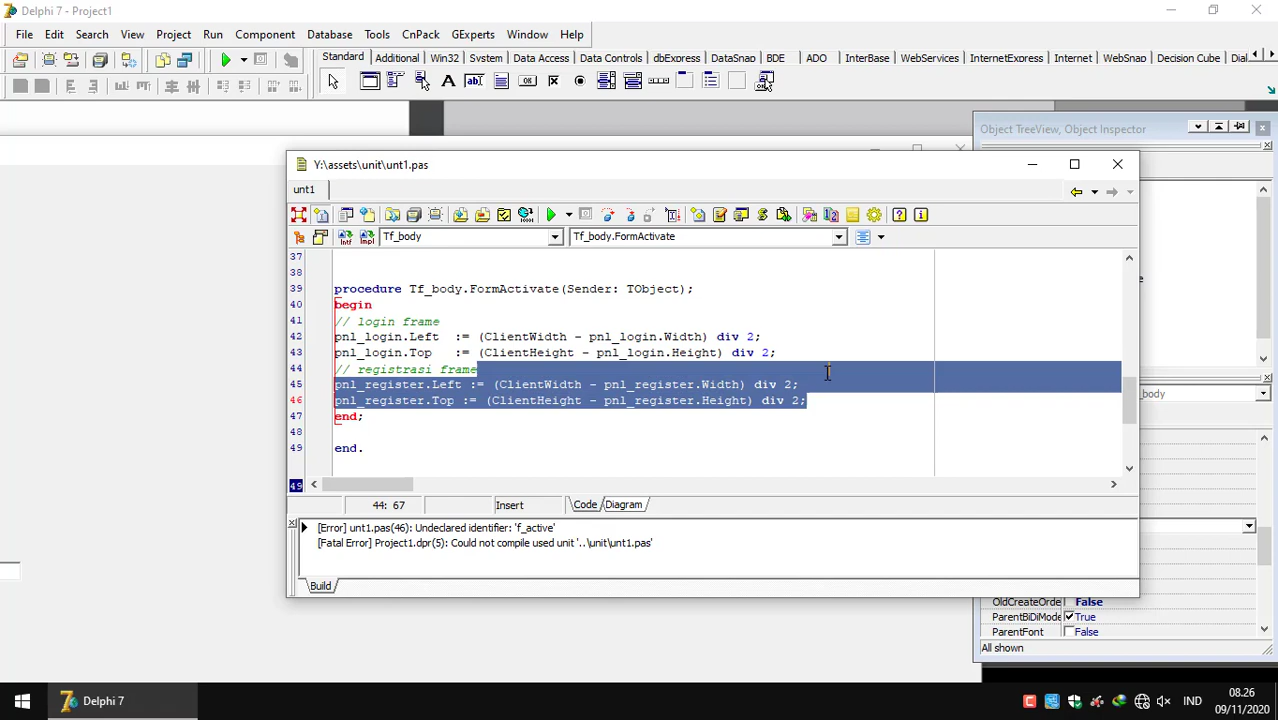 Delphi 7 - Project1
File Edit Search View Project Run Component Database Tools CnPack GExperts Window Help
Standard Additional Win32 System Data Access Data Controls dbExpress DataSnap BDE ADO InterBase WebServices InternetExpress Internet WebSnap Decision Cube
Object TreeView, Object Inspector
Y:\assets\unit\unt1.pas
unt1
Tf_body Tf_body.FormActivate
37
38
39 procedure Tf_body.FormActivate(Sender: TObject);
40 begin
41 // login frame
42 pnl_login.Left := (ClientWidth - pnl_login.Width) div 2;
43 pnl_login.Top := (ClientHeight - pnl_login.Height) div 2;
44 // registrasi frame
45 pnl_register.Left := (ClientWidth - pnl_register.Width) div 2;
46 pnl_register.Top := (ClientHeight - pnl_register.Height) div 2;
47 end;
48
49 end.
49
44: 67 Insert Code Diagram
[Error] unt1.pas(46): Undeclared identifier: 'f_active'
[Fatal Error] Project1.dpr(5): Could not compile used unit '..\unit\unt1.pas'
Build
OldCreateOrde False
ParentBiDiMode True
ParentFont False
All shown
Delphi 7
IND
08.26
09/11/2020